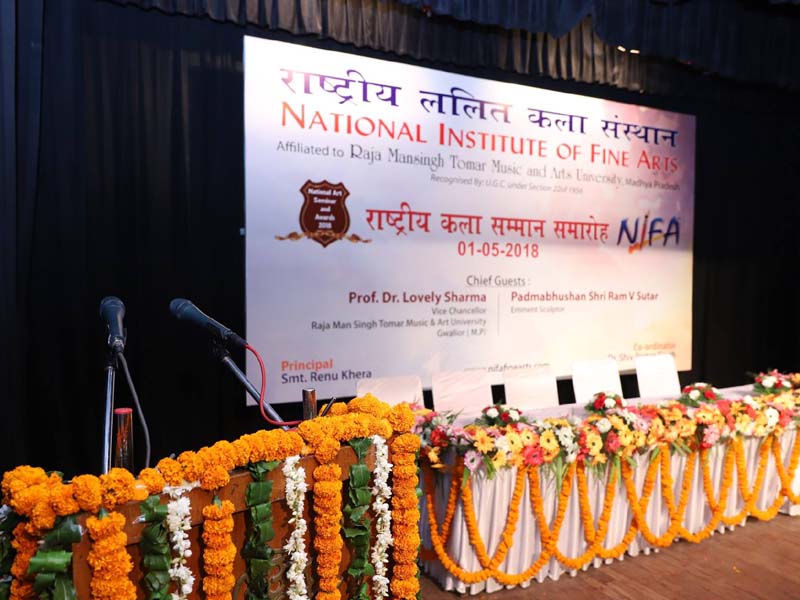 राष्ट्रीय ललित कला संस्थान
NATIONAL INSTITUTE OF FINE ARTS
Affiliated to Raja Mansingh Tomar Music and Arts University, Madhya Pradesh
Recognised By: U.G.C. under Section 22of 1956
National Art
Seminar
and
Awards
2018
राष्ट्रीय कला सम्मान समारोह
NIFA
01-05-2018
Chief Guests :
Prof. Dr. Lovely Sharma
Vice Chancellor
Raja Man Singh Tomar Music & Art University
Gwalior ( M.P)
Padmabhushan Shri Ram V Sutar
Eminent Sculptor
Principal
Smt. Renu Khera
www.nifafinearts.com
Co-ordinator